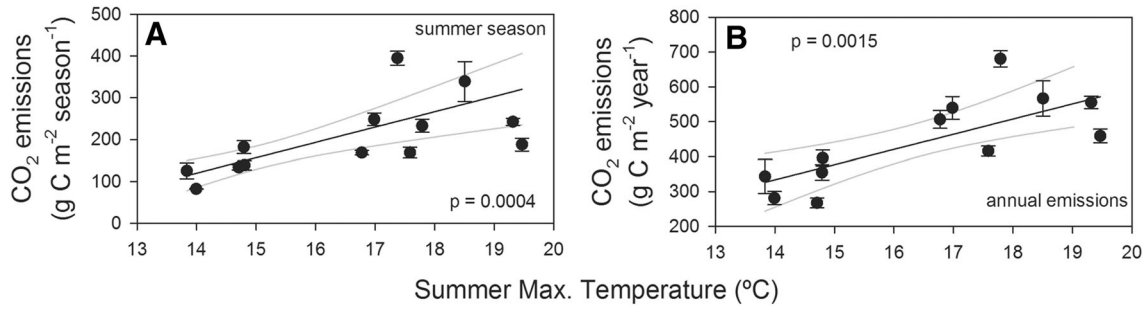 A
summer season
500
400
300
200
100
0
CO2 emissions
(g C m-2 season-1)
p = 0.0004
13 14 15 16 17 18 19 20
B
p = 0.0015
800
700
600
500
400
300
200
CO2 emissions
(g C m-2 year-1)
annual emissions
13 14 15 16 17 18 19 20
Summer Max. Temperature (ºC)